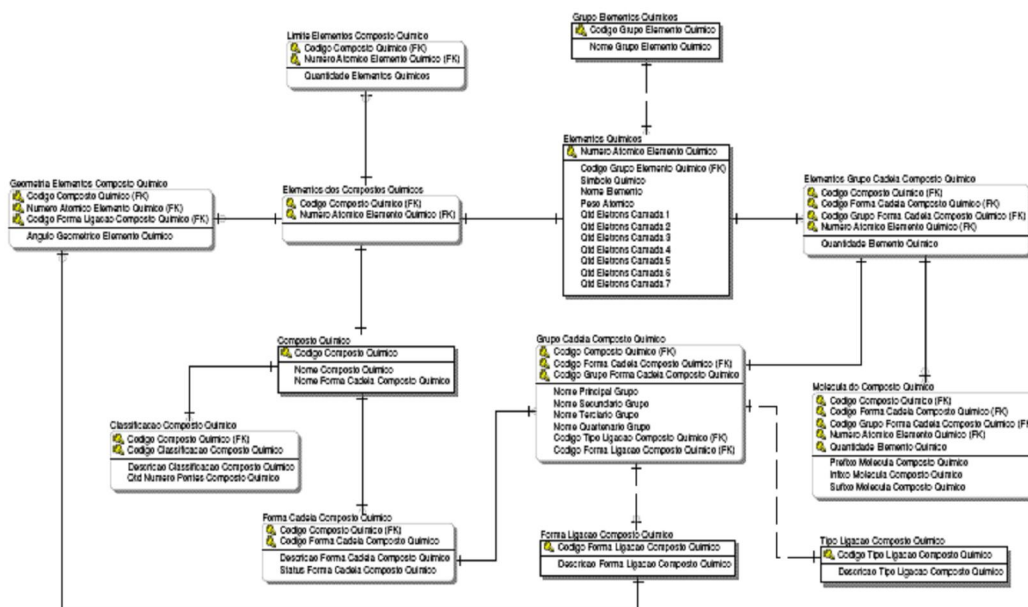 Grupo Elementos Quimicos
Codigo Grupo Elemento Quimico
Nome Grupo Elemento Quimico
Limite Elementos Composto Quimico
Codigo Composto Quimico (FK)
Numero Atomico Elemento Quimico (FK)
Quantidade Elementos Quimicos
Elementos Quimicos
Numero Atomico Elemento Quimico
Codigo Grupo Elemento Quimico (FK)
Simbolo Quimico
Nome Elemento
Peso Atomico
Qtd Eletrons Camada 1
Qtd Eletrons Camada 2
Qtd Eletrons Camada 3
Qtd Eletrons Camada 4
Qtd Eletrons Camada 5
Qtd Eletrons Camada 6
Qtd Eletrons Camada 7
Geometria Elementos Composto Quimico
Codigo Composto Quimico (FK)
Numero Atomico Elemento Quimico (FK)
Codigo Forma Ligacao Composto Quimico (FK)
Angulo Geometrico Elemento Quimico
Elementos dos Compostos Quimicos
Codigo Composto Quimico (FK)
Numero Atomico Elemento Quimico (FK)
Elementos Grupo Cadeia Composto Quimico
Codigo Composto Quimico (FK)
Codigo Forma Cadeia Composto Quimico (FK)
Codigo Grupo Forma Cadeia Composto Quimico (FK)
Numero Atomico Elemento Quimico (FK)
Quantidade Elemento Quimico
Composto Quimico
Codigo Composto Quimico
Nome Composto Quimico
Nome Forma Cadeia Composto Quimico
Grupo Cadeia Composto Quimico
Codigo Composto Quimico (FK)
Codigo Forma Cadeia Composto Quimico (FK)
Codigo Grupo Forma Cadeia Composto Quimico
Nome Principal Grupo
Nome Secundario Grupo
Nome Terciario Grupo
Nome Quartenario Grupo
Codigo Tipo Ligacao Composto Quimico (FK)
Codigo Forma Ligacao Composto Quimico (FK)
Molecula do Composto Quimico
Codigo Composto Quimico (FK)
Codigo Forma Cadeia Composto Quimico (FK)
Codigo Grupo Forma Cadeia Composto Quimico (FK)
Numero Atomico Elemento Quimico (FK)
Quantidade Elemento Quimico
Prefixo Molecula Composto Quimico
Infixo Molecula Composto Quimico
Sufixo Molecula Composto Quimico
Classificacao Composto Quimico
Codigo Composto Quimico (FK)
Codigo Classificacao Composto Quimico
Descricao Classificacao Composto Quimico
Qtd Numero Pontes Composto Quimico
Forma Cadeia Composto Quimico
Codigo Composto Quimico (FK)
Codigo Forma Cadeia Composto Quimico
Descricao Forma Cadeia Composto Quimico
Status Forma Cadeia Composto Quimico
Forma Ligacao Composto Quimico
Codigo Forma Ligacao Composto Quimico
Descricao Forma Ligacao Composto Quimico
Tipo Ligacao Composto Quimico
Codigo Tipo Ligacao Composto Quimico
Descricao Tipo Ligacao Composto Quimico